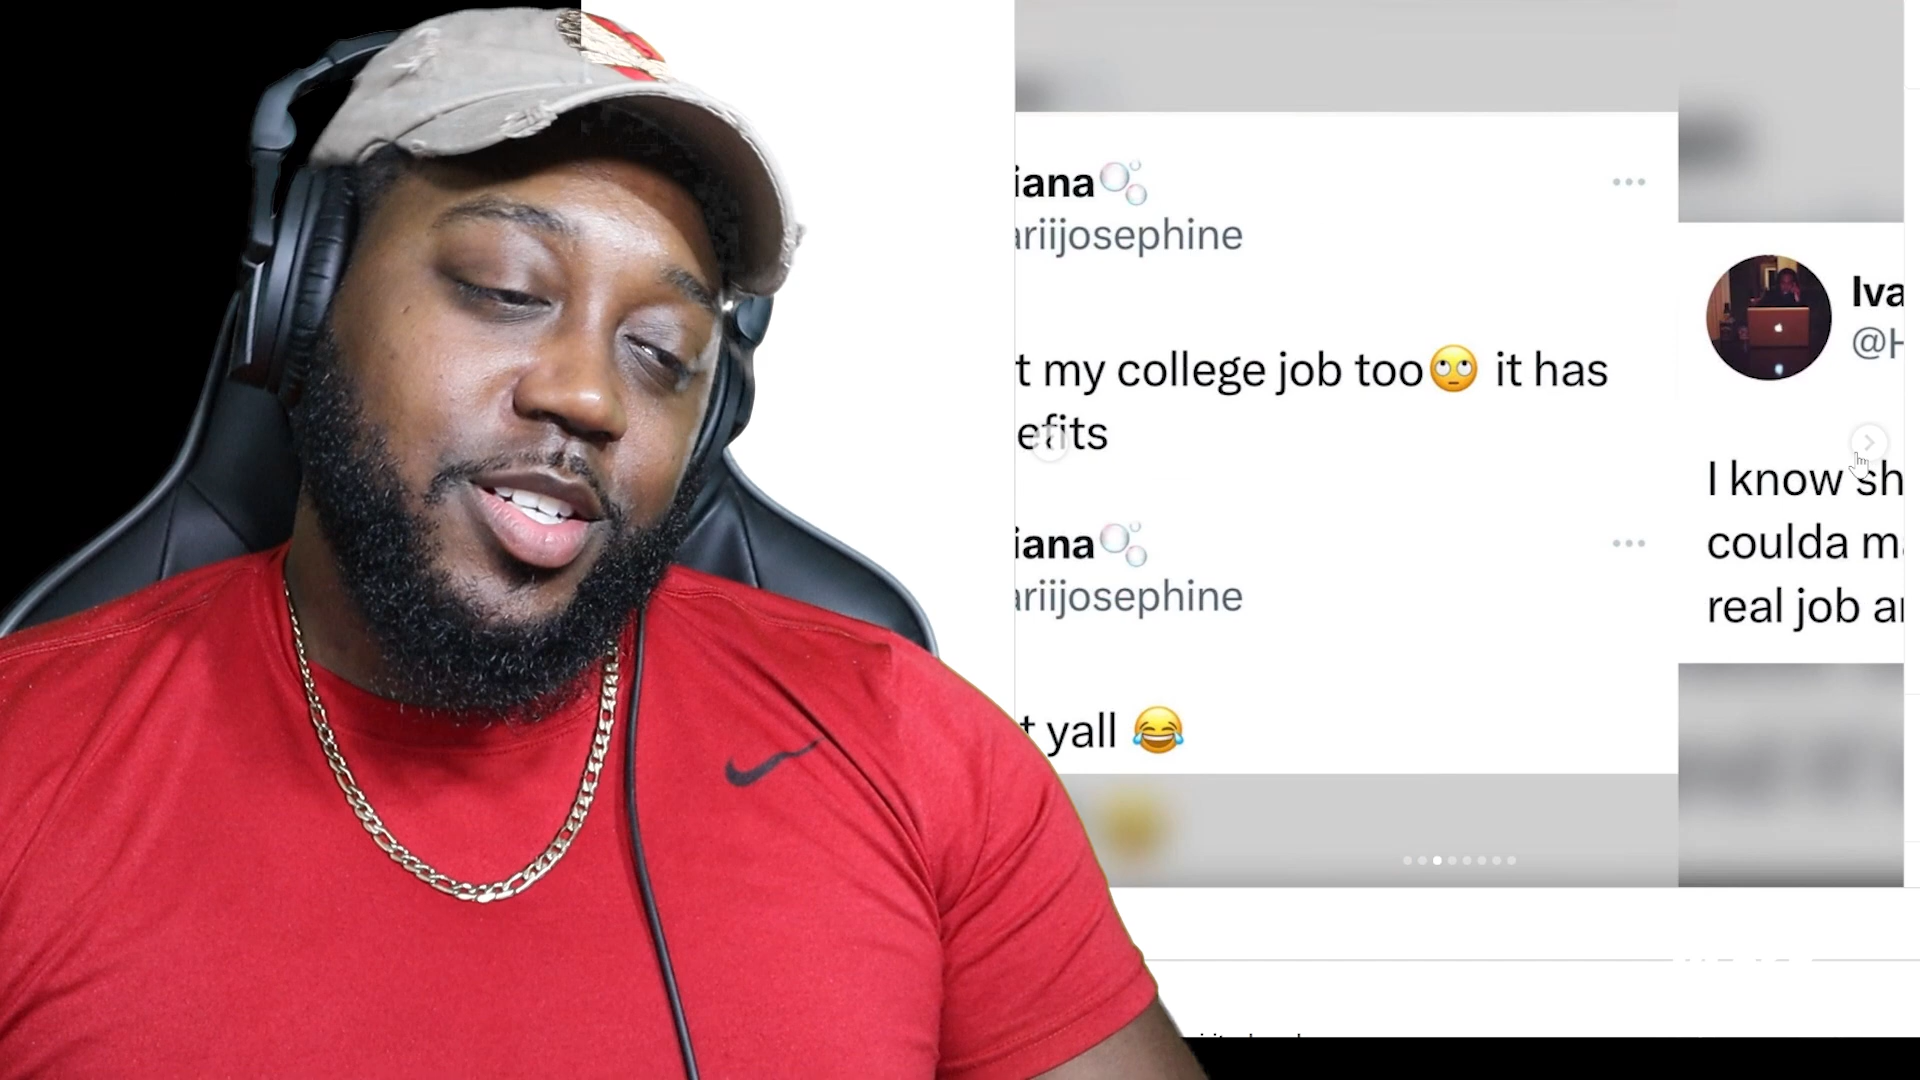 iana🫧
ariijosephine
t my college job too🙄 it has
efits
iana🫧
ariijosephine
t yall 😂
Iva
@H
I know sh
coulda m
real job a